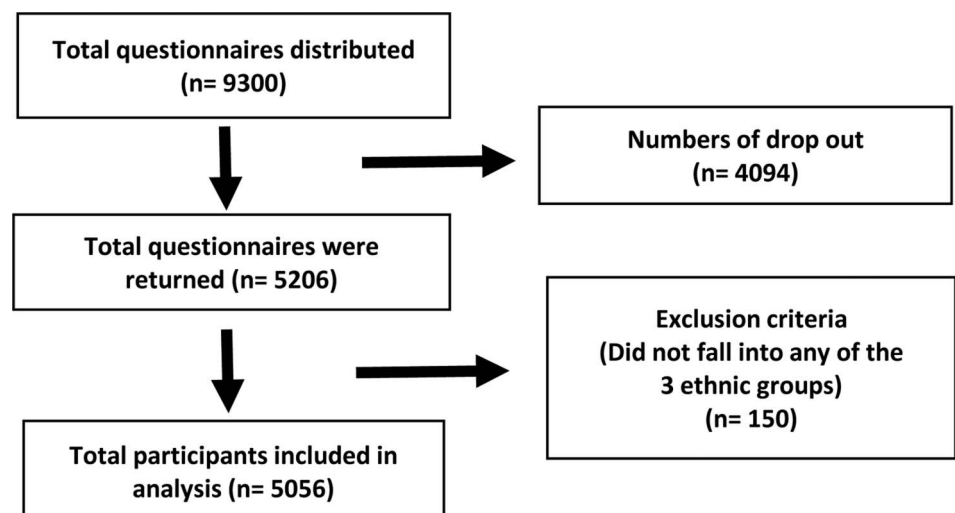 Total questionnaires distributed
(n= 9300)
Numbers of drop out
(n= 4094)
Total questionnaires were
returned (n= 5206)
Exclusion criteria
(Did not fall into any of the
3 ethnic groups)
(n= 150)
Total participants included in
analysis (n= 5056)